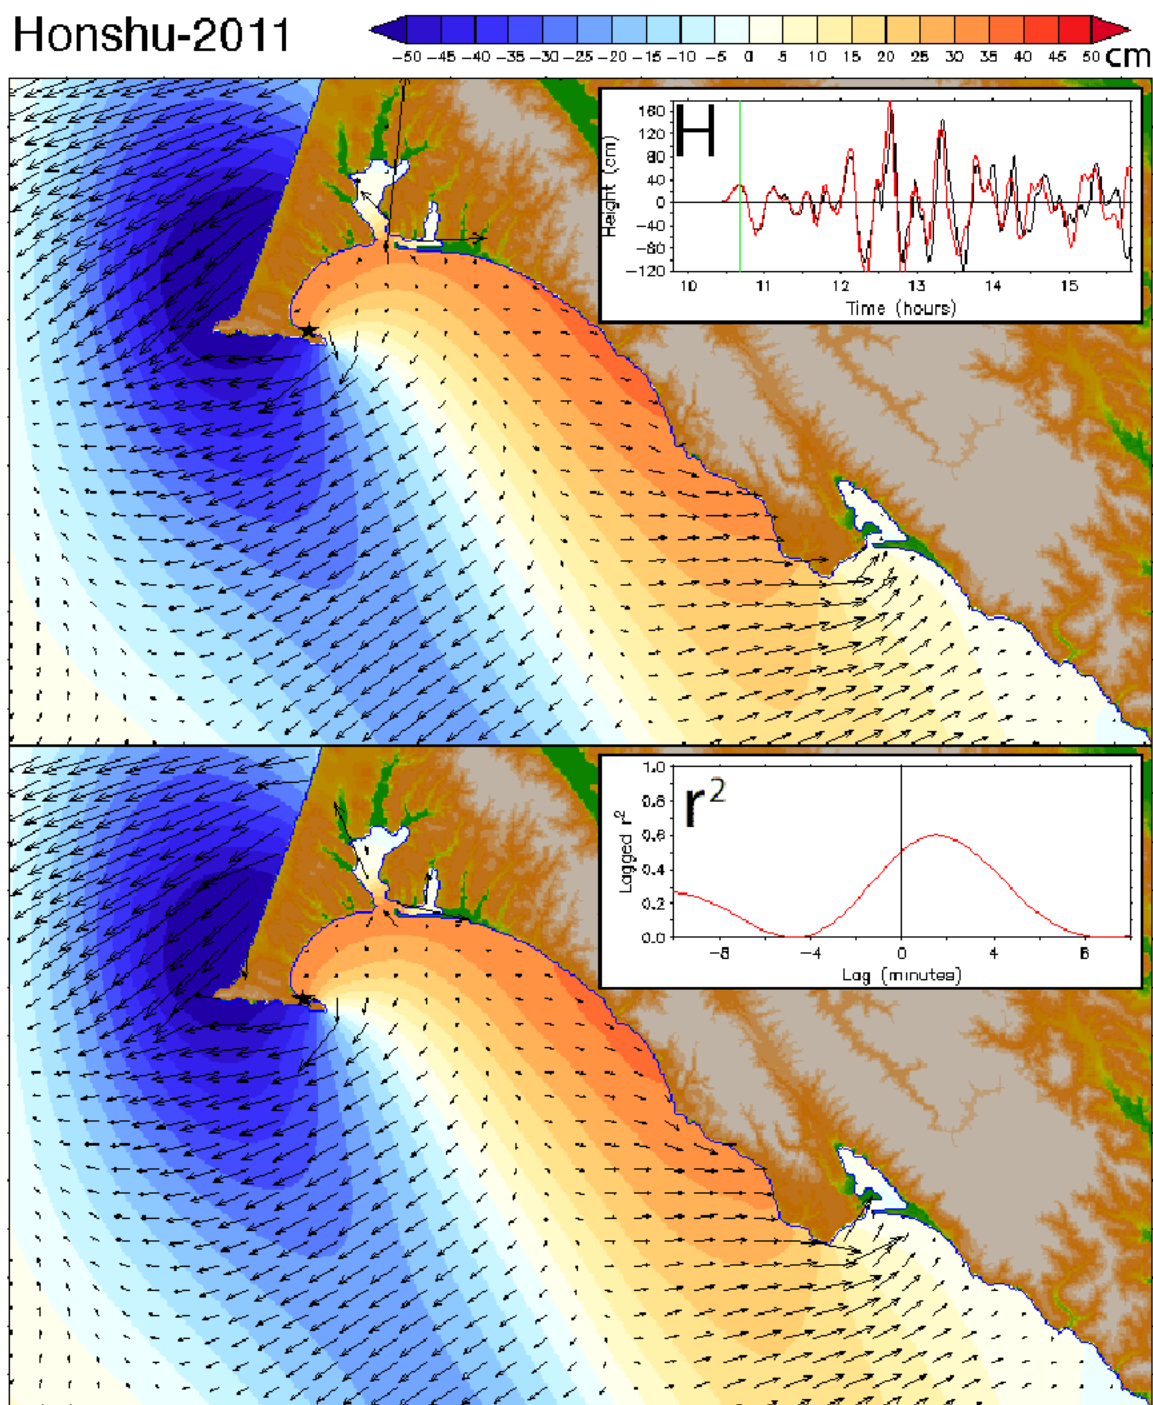 Honshu-2011
-50 -45 -40 -35 -30 -25 -20 -15 -10 -5 0 5 10 15 20 25 30 35 40 45 50 cm
H
Height (cm)
160
120
80
40
0
-40
-80
-120
10 11 12 13 14 15
Time (hours)
r²
Lagged r²
1.0
0.8
0.6
0.4
0.2
0.0
-8 -4 0 4 8
Lag (minutes)